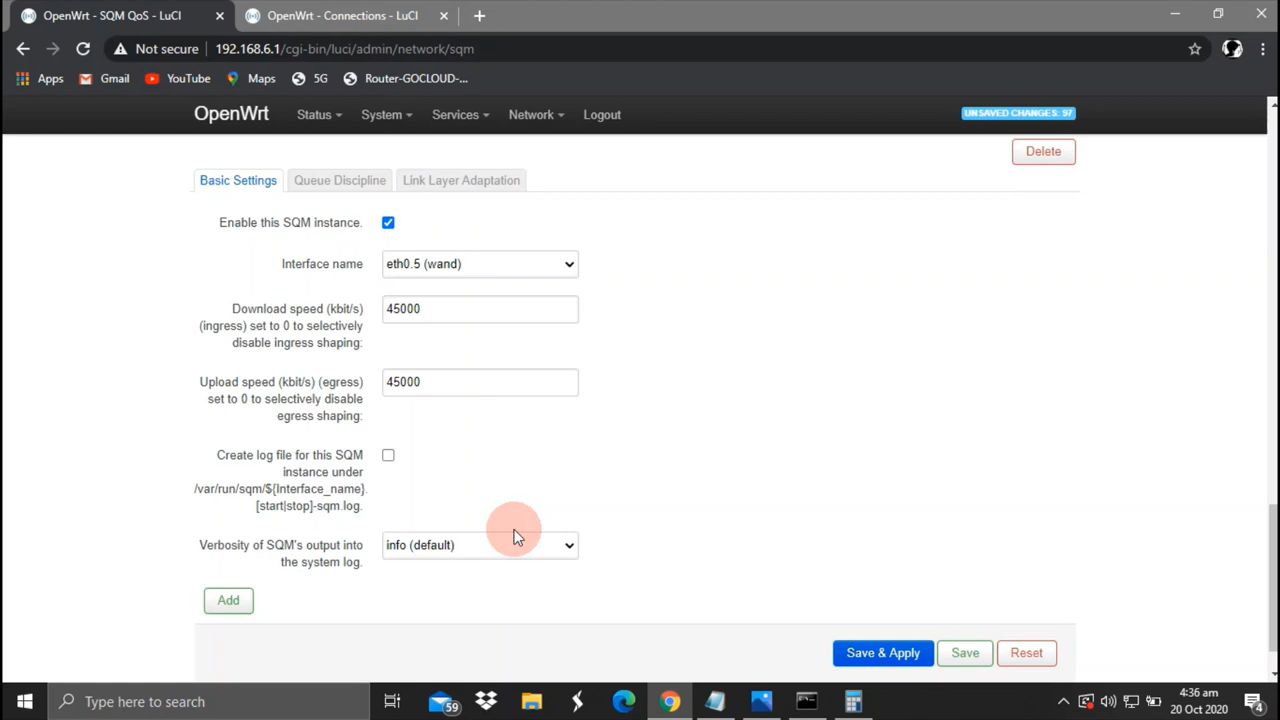 OpenWrt - SQM QoS - LuCI
OpenWrt - Connections - LuCI
Not secure
192.168.6.1/cgi-bin/luci/admin/network/sqm
Apps
Gmail
YouTube
Maps
5G
Router-GOCLOUD-...
OpenWrt
Status
System
Services
Network
Logout
UNSAVED CHANGES: 97
Delete
Basic Settings
Queue Discipline
Link Layer Adaptation
Enable this SQM instance.
Interface name
eth0.5 (wand)
Download speed (kbit/s)
(ingress) set to 0 to selectively
disable ingress shaping:
45000
Upload speed (kbit/s) (egress)
set to 0 to selectively disable
egress shaping:
45000
Create log file for this SQM
instance under
/var/run/sqm/${Interface_name}.
[start|stop]-sqm.log.
Verbosity of SQM's output into
the system log.
info (default)
Add
Save & Apply
Save
Reset
Type here to search
59
4:36 am
20 Oct 2020
4